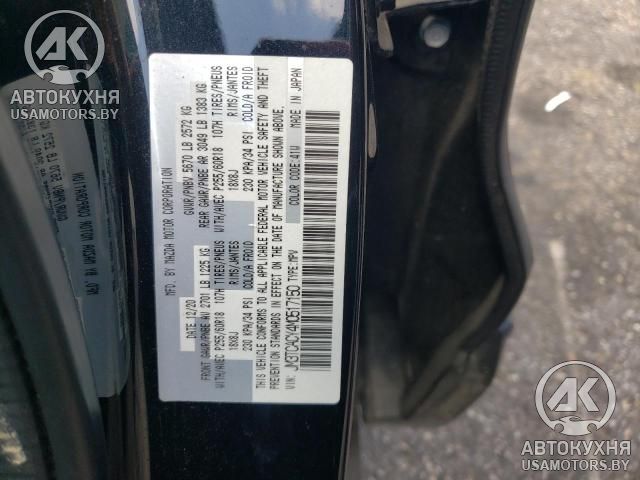 MFD. BY MAZDA MOTOR CORPORATION
DATE: 12/20 GVWR/PNBV 5670 LB 2572 KG
FRONT GAWR/PNBE AV 2701 LB 1225 KG REAR GAWR/PNBE AR 3049 LB 1383 KG
WITH/AVEC P255/60R18 107H TIRES/PNEUS WITH/AVEC P255/60R18 107H TIRES/PNEUS
18X8J RIMS/JANTES 18X8J RIMS/JANTES
230 KPA/34 PSI COLD/A FROID 230 KPA/34 PSI COLD/A FROID
THIS VEHICLE CONFORMS TO ALL APPLICABLE FEDERAL MOTOR VEHICLE SAFETY AND THEFT
PREVENTION STANDARDS IN EFFECT ON THE DATE OF MANUFACTURE SHOWN ABOVE.
VIN: JM3TCACY4M0517150 TYPE:MPV COLOR CODE:41W MADE IN JAPAN
АК
АВТОКУХНЯ
USAMOTORS.BY
АК
АВТОКУХНЯ
USAMOTORS.BY